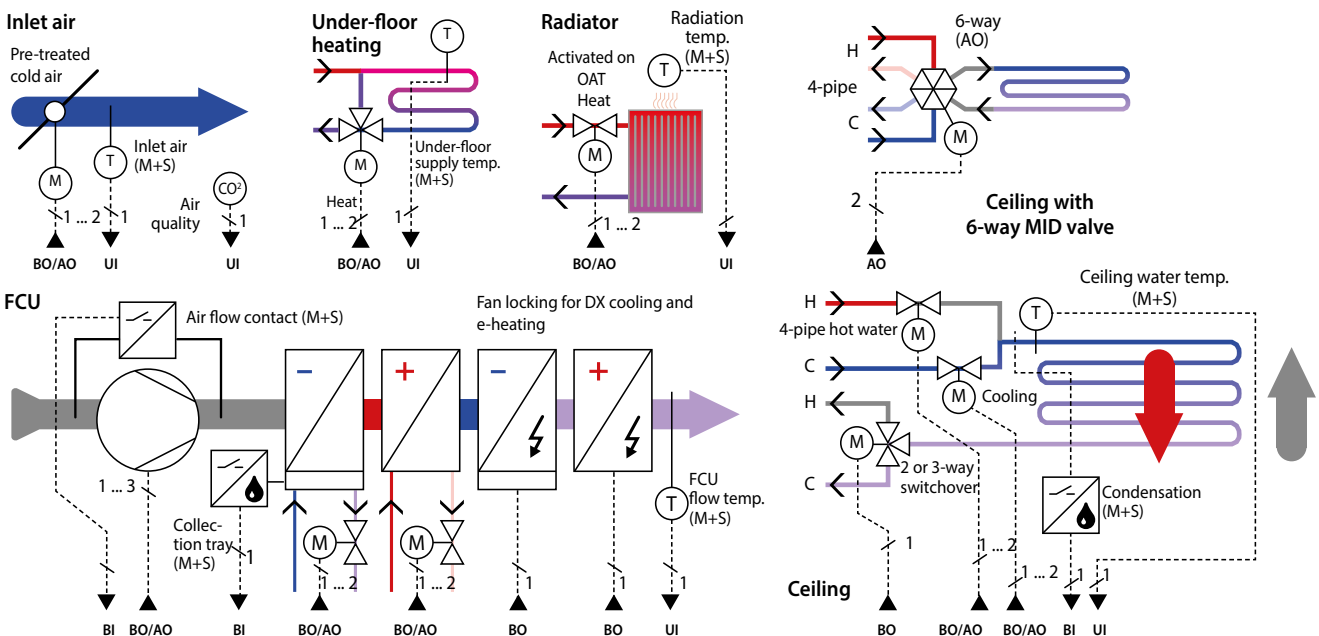 Inlet air
Pre-treated
cold air
T
Inlet air
(M+S)
M
CO²
Air
quality
1 ... 2
1
1
BO/AO
UI
UI
Under-floor
heating
T
M
Under-floor
supply temp.
(M+S)
Heat
1 ... 2
1
BO/AO
UI
Radiator
Radiation
temp.
(M+S)
Activated on
OAT
Heat
T
M
1 ... 2
BO/AO
UI
6-way
(AO)
H
4-pipe
C
M
2
Ceiling with
6-way MID valve
AO
FCU
Air flow contact (M+S)
Fan locking for DX cooling and
e-heating
–
+
–
+
1 ... 3
Collec-
tion tray
(M+S)
1
M
1 ... 2
M
1 ... 2
1
1
FCU
flow temp.
(M+S)
T
1
BI
BO/AO
BI
BO/AO
BO/AO
BO
BO
UI
Ceiling water temp.
(M+S)
H
T
4-pipe hot water
M
C
M
Cooling
H
M
2 or 3-way
switchover
C
Condensation
(M+S)
1
1 ... 2
1 ... 2
1
1
Ceiling
BO
BO/AO
BO/AO
BI
UI